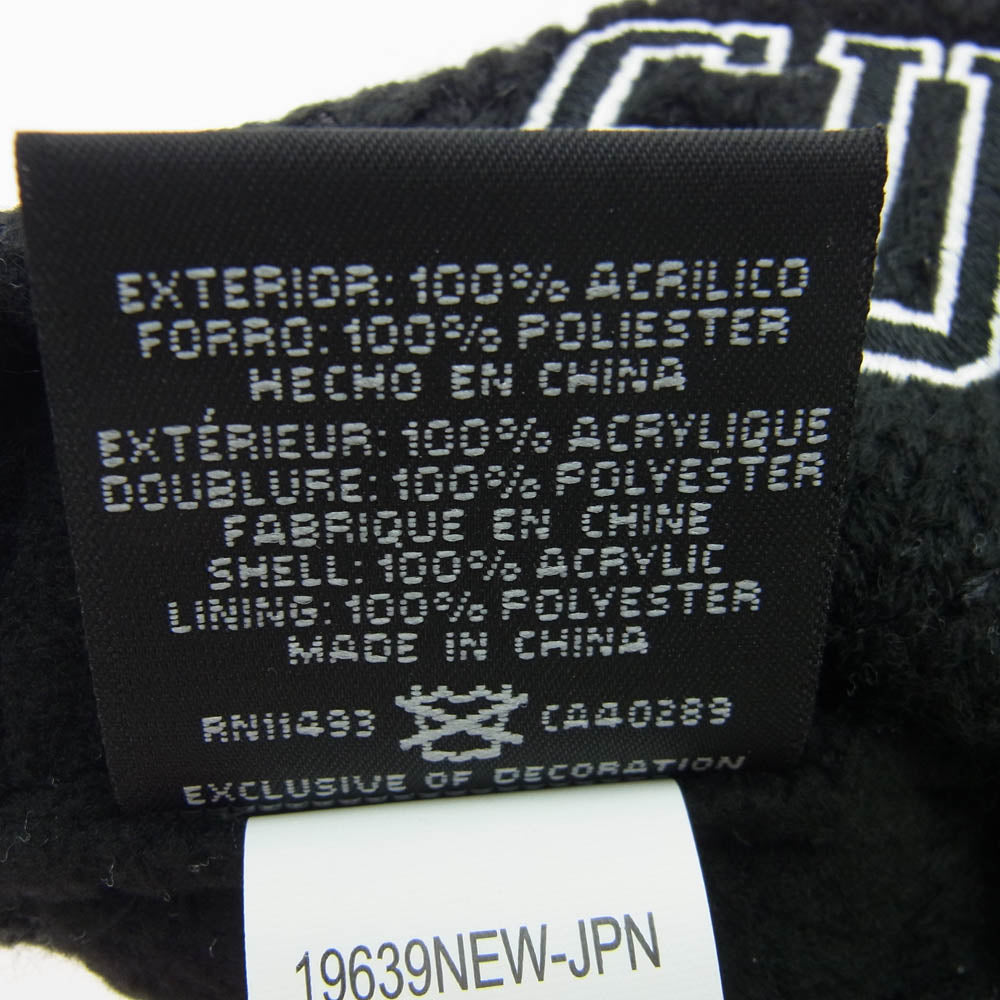 CU
EXTERIOR: 100% ACRILICO
FORRO: 100% POLIESTER
HECHO EN CHINA
EXTÉRIEUR: 100% ACRYLIQUE
DOUBLURE: 100% POLYESTER
FABRIQUE EN CHINE
SHELL: 100% ACRYLIC
LINING: 100% POLYESTER
MADE IN CHINA
RN11493 CA40289
EXCLUSIVE OF DECORATION
19639NEW-JPN